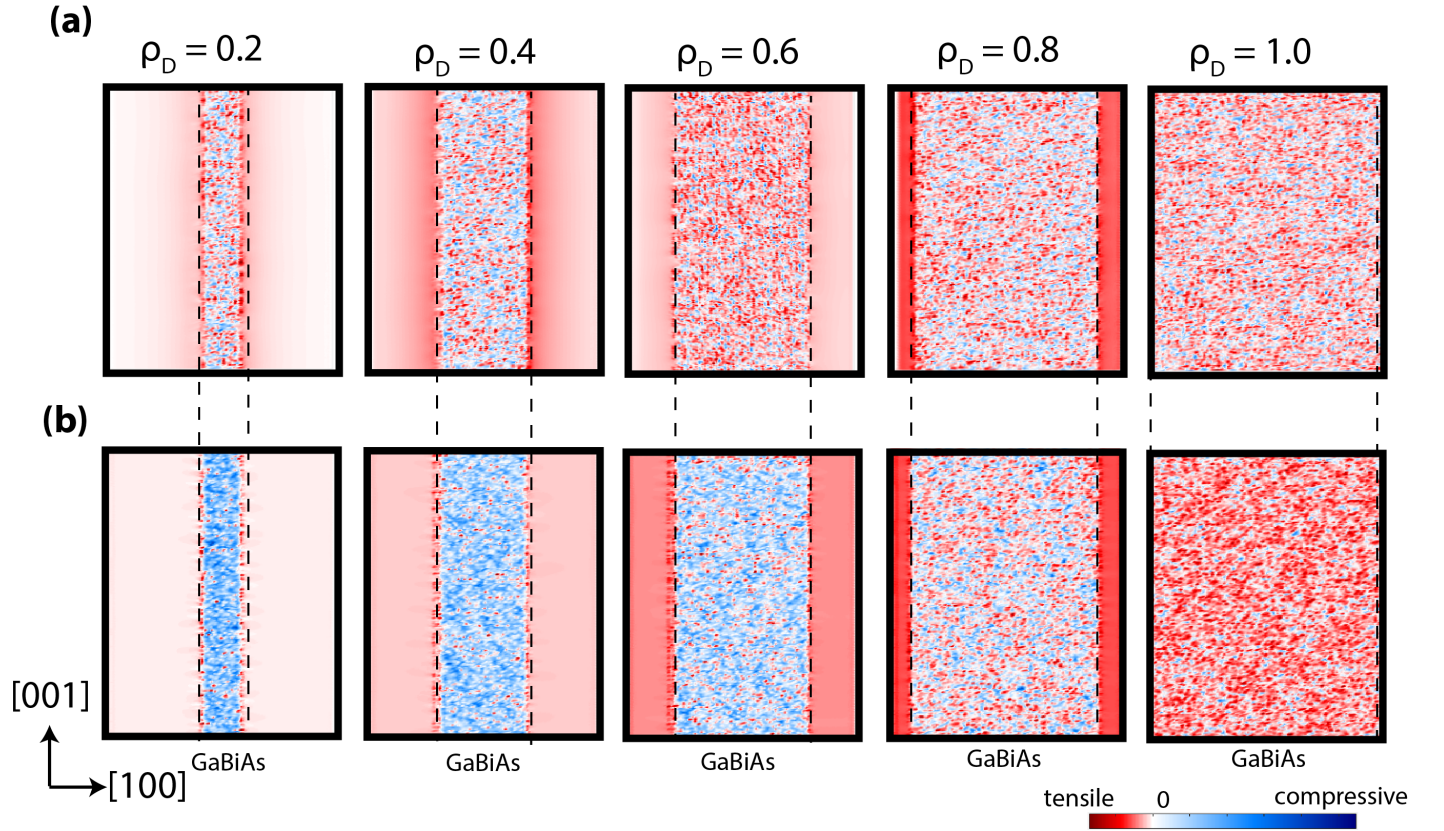 (a)
ρD = 0.2
ρD = 0.4
ρD = 0.6
ρD = 0.8
ρD = 1.0
(b)
[001]
[100]
GaBiAs
GaBiAs
GaBiAs
GaBiAs
GaBiAs
tensile 0 compressive